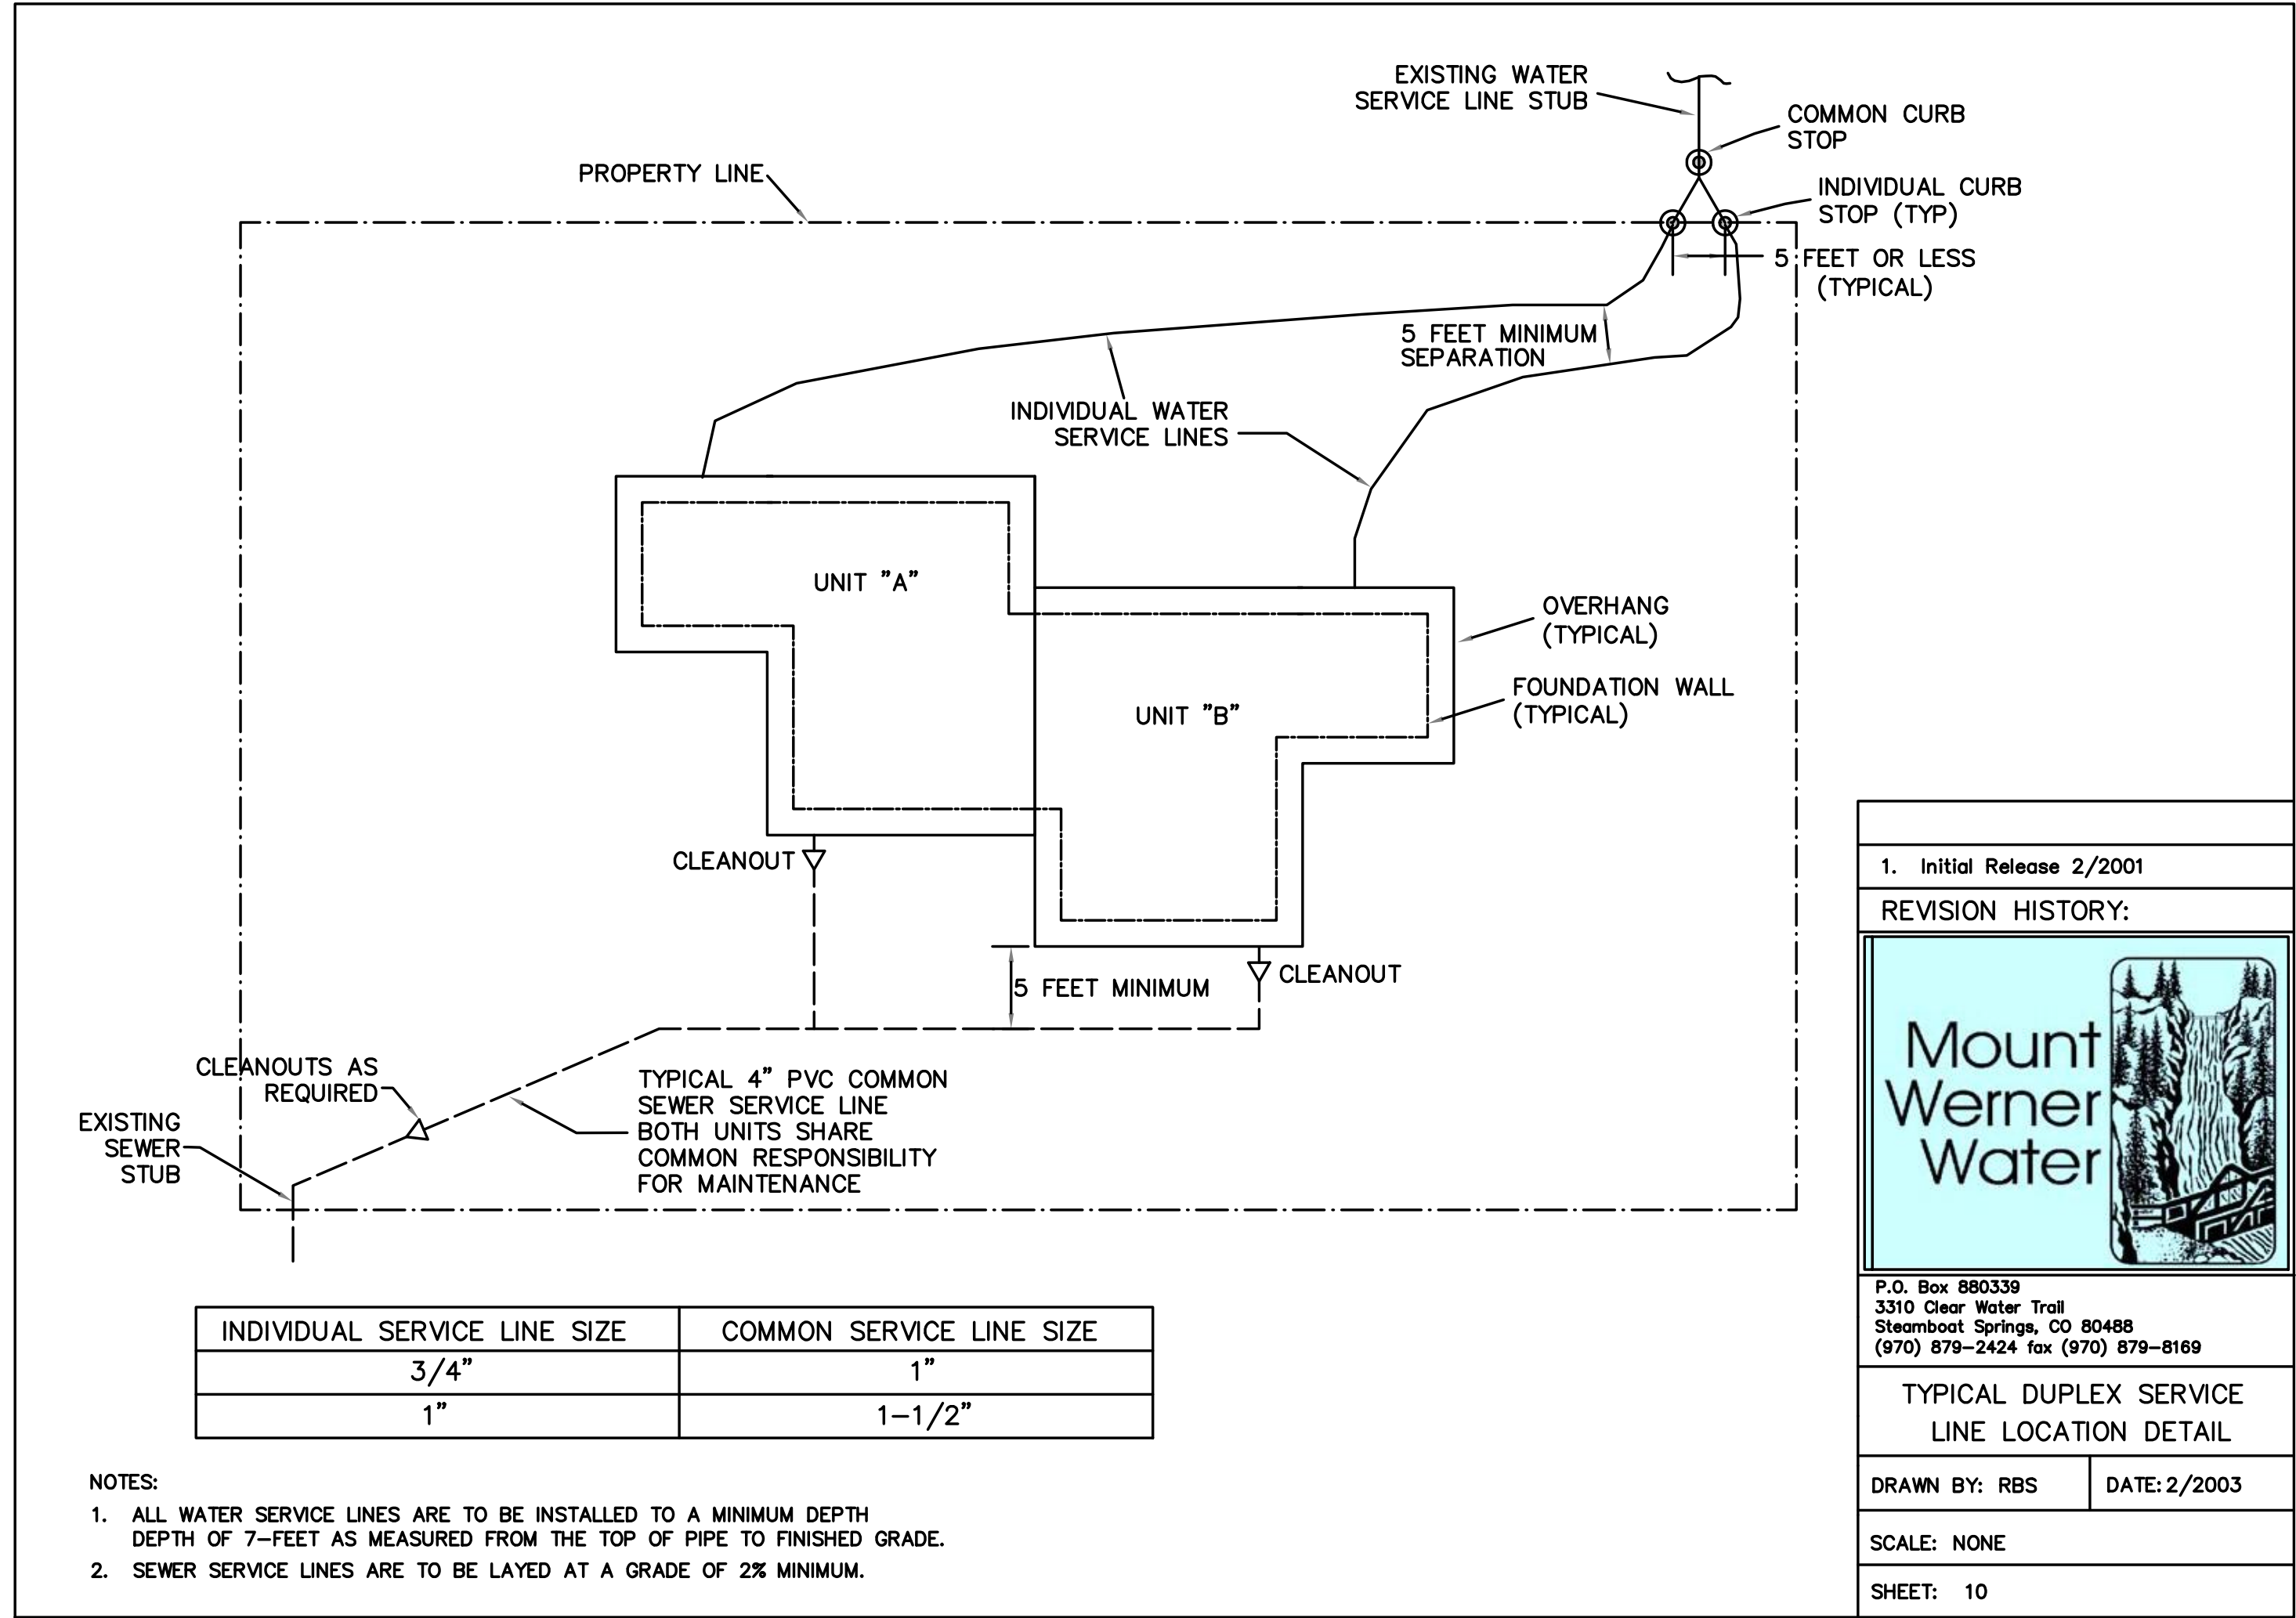 EXISTING WATER
SERVICE LINE STUB
COMMON CURB
STOP
PROPERTY LINE
INDIVIDUAL CURB
STOP (TYP)
5 FEET OR LESS
(TYPICAL)
5 FEET MINIMUM
SEPARATION
INDIVIDUAL WATER
SERVICE LINES
UNIT "A"
OVERHANG
(TYPICAL)
FOUNDATION WALL
(TYPICAL)
UNIT "B"
CLEANOUT
CLEANOUT
5 FEET MINIMUM
CLEANOUTS AS
REQUIRED
EXISTING
SEWER
STUB
TYPICAL 4" PVC COMMON
SEWER SERVICE LINE
BOTH UNITS SHARE
COMMON RESPONSIBILITY
FOR MAINTENANCE
INDIVIDUAL SERVICE LINE SIZE COMMON SERVICE LINE SIZE
3/4" 1"
1" 1-1/2"
NOTES:
1. ALL WATER SERVICE LINES ARE TO BE INSTALLED TO A MINIMUM DEPTH
DEPTH OF 7-FEET AS MEASURED FROM THE TOP OF PIPE TO FINISHED GRADE.
2. SEWER SERVICE LINES ARE TO BE LAYED AT A GRADE OF 2% MINIMUM.
1. Initial Release 2/2001
REVISION HISTORY:
Mount
Werner
Water
P.O. Box 880339
3310 Clear Water Trail
Steamboat Springs, CO 80488
(970) 879-2424 fax (970) 879-8169
TYPICAL DUPLEX SERVICE
LINE LOCATION DETAIL
DRAWN BY: RBS DATE: 2/2003
SCALE: NONE
SHEET: 10